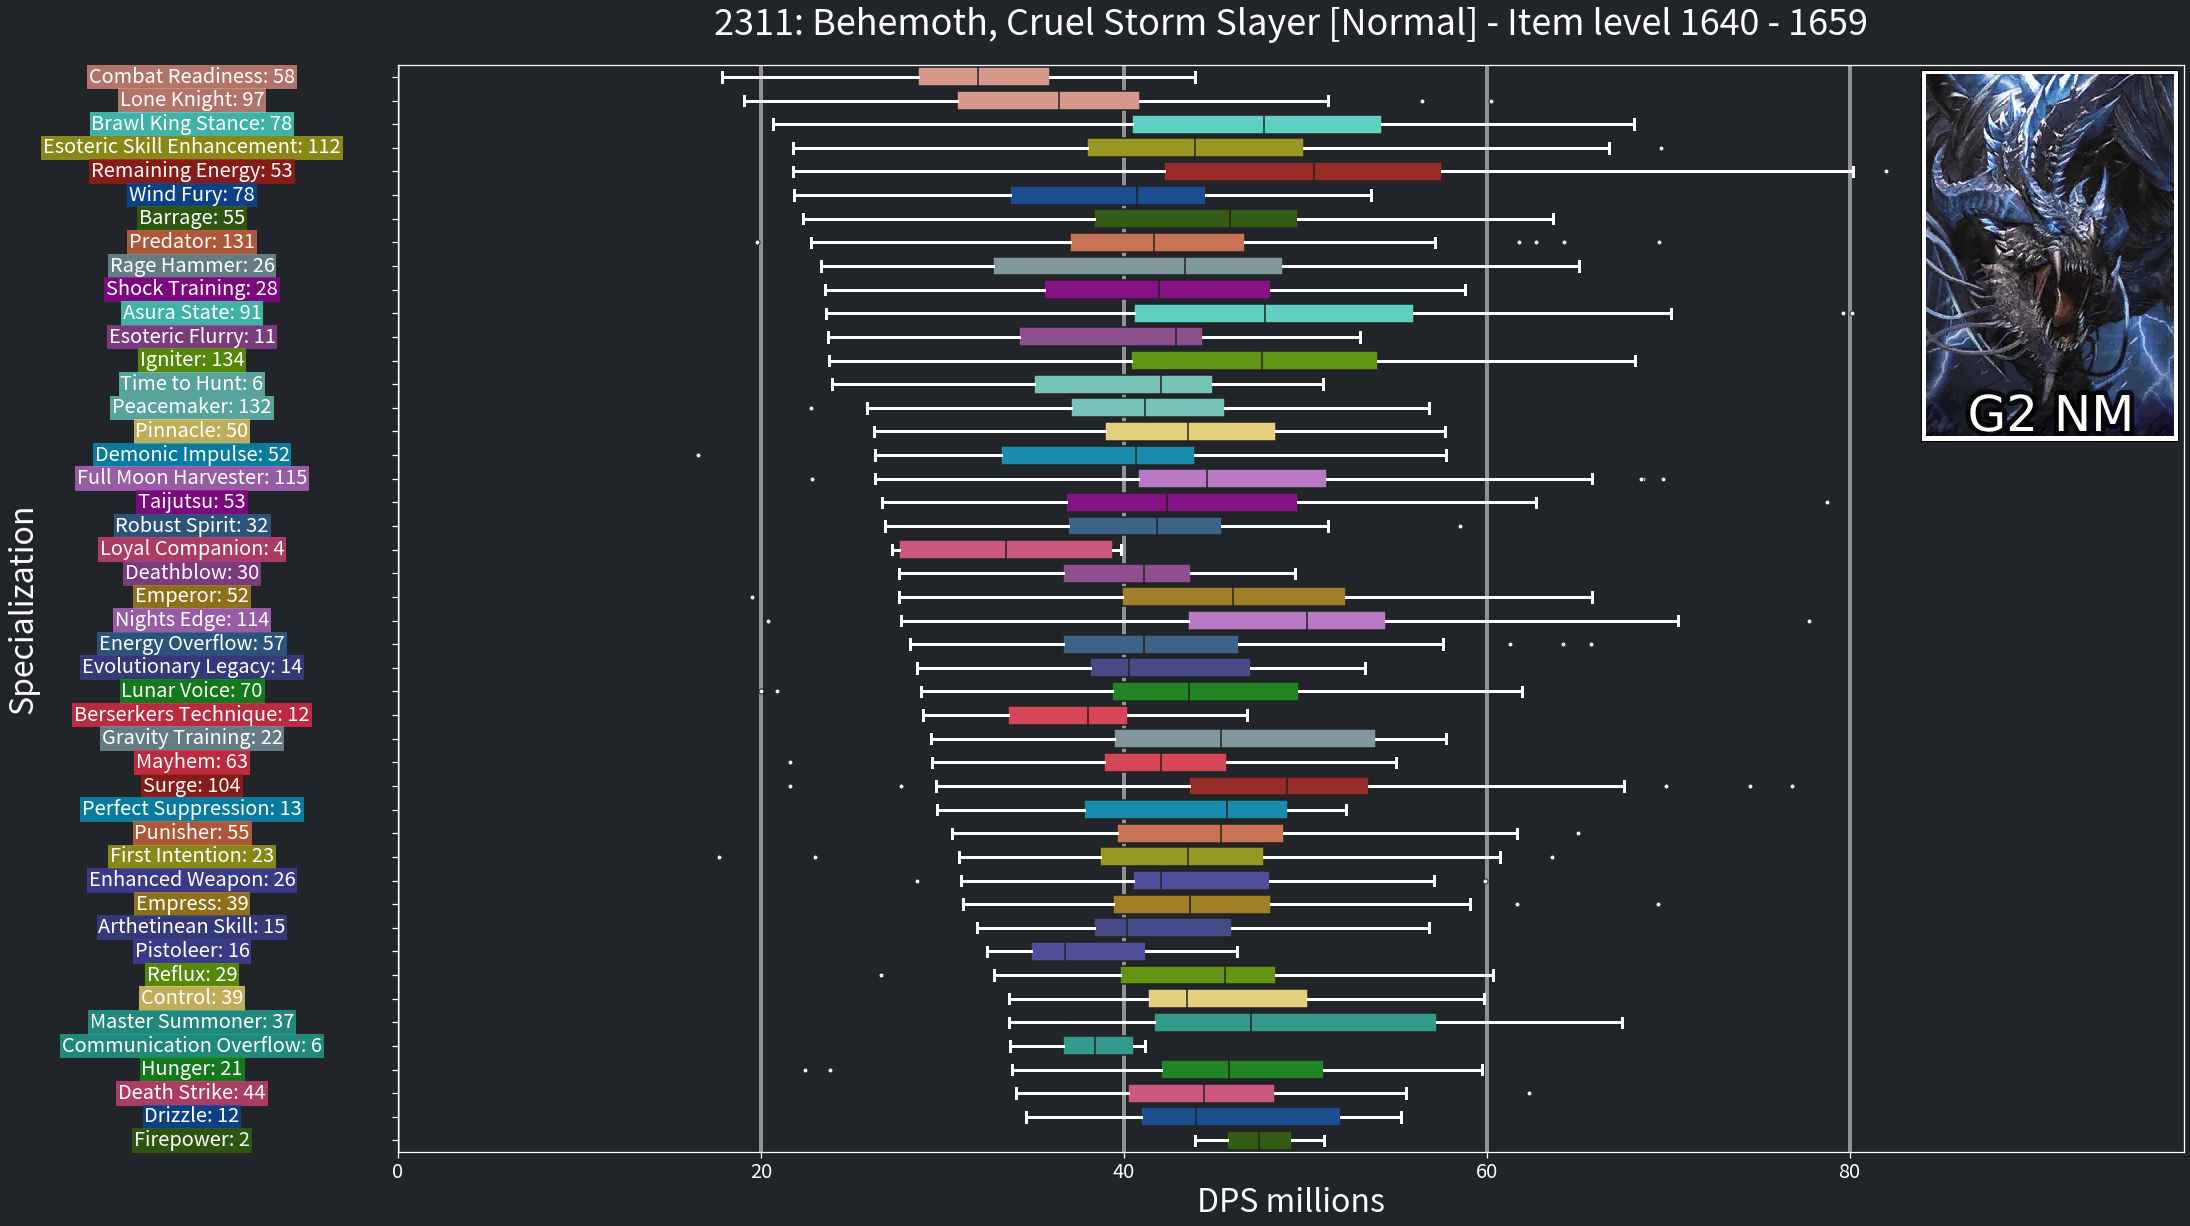 2311: Behemoth, Cruel Storm Slayer [Normal] - Item level 1640 - 1659
Combat Readiness: 58
Lone Knight: 97
Brawl King Stance: 78
Esoteric Skill Enhancement: 112
Remaining Energy: 53
Wind Fury: 78
Barrage: 55
Predator: 131
Rage Hammer: 26
Shock Training: 28
Asura State: 91
Esoteric Flurry: 11
Igniter: 134
Time to Hunt: 6
Peacemaker: 132
Pinnacle: 50
Demonic Impulse: 52
Full Moon Harvester: 115
Taijutsu: 53
Robust Spirit: 32
Loyal Companion: 4
Deathblow: 30
Emperor: 52
Nights Edge: 114
Energy Overflow: 57
Evolutionary Legacy: 14
Lunar Voice: 70
Berserkers Technique: 12
Gravity Training: 22
Mayhem: 63
Surge: 104
Perfect Suppression: 13
Punisher: 55
First Intention: 23
Enhanced Weapon: 26
Empress: 39
Arthetinean Skill: 15
Pistoleer: 16
Reflux: 29
Control: 39
Master Summoner: 37
Communication Overflow: 6
Hunger: 21
Death Strike: 44
Drizzle: 12
Firepower: 2
Specialization
G2 NM
0 20 40 60 80
DPS millions